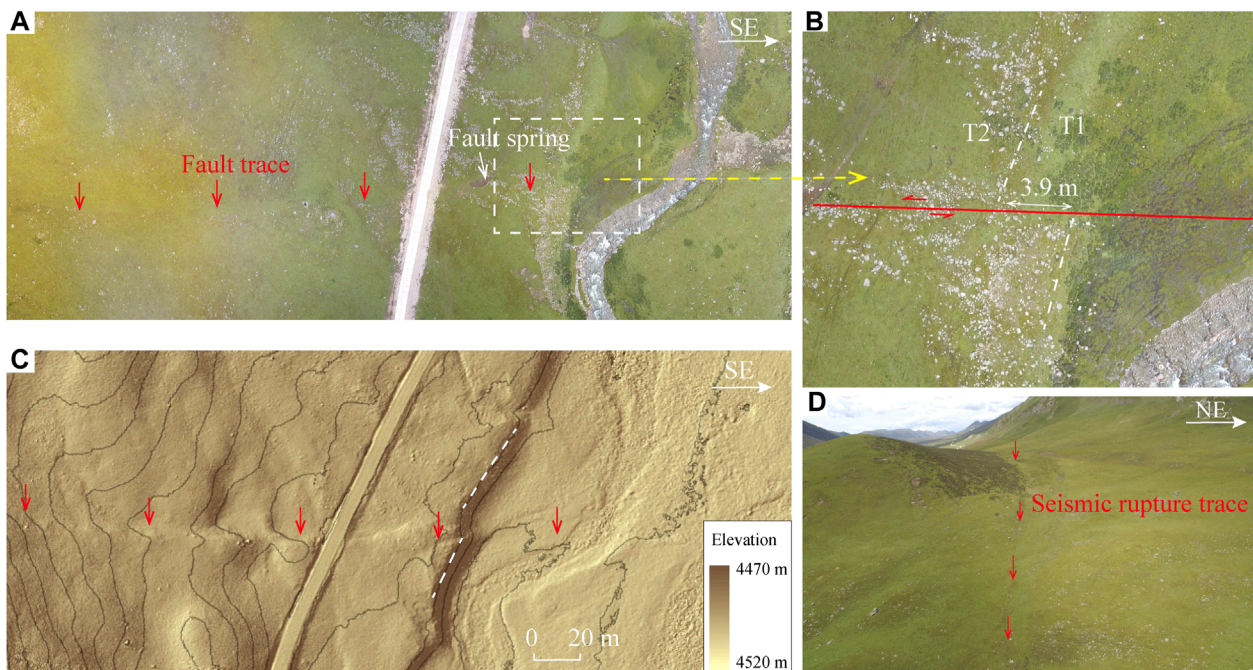 A
SE
Fault spring
Fault trace
B
T2
T1
3.9 m
C
SE
Elevation
4470 m
4520 m
0 20 m
D
NE
Seismic rupture trace